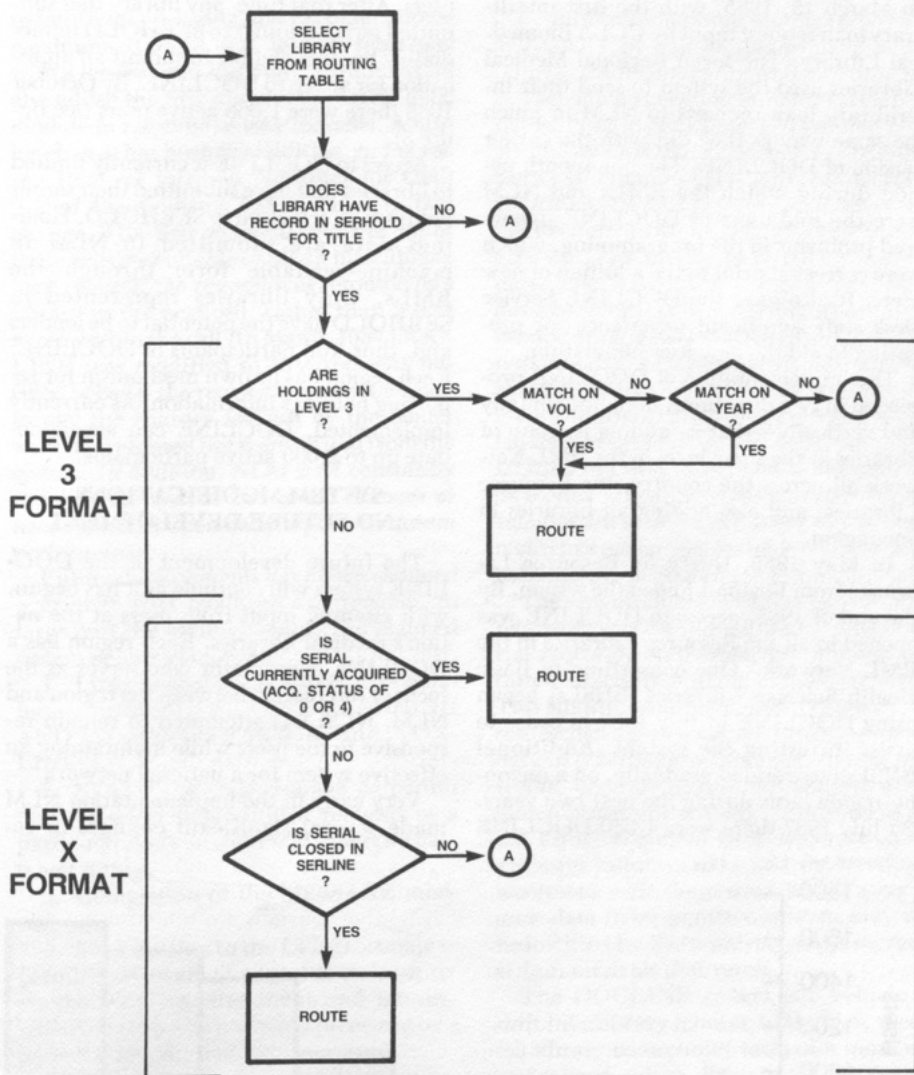 A
SELECT
LIBRARY
FROM ROUTING
TABLE
DOES
LIBRARY HAVE
RECORD IN SERHOLD
FOR TITLE
?
NO
A
YES
LEVEL
3
FORMAT
ARE
HOLDINGS IN
LEVEL 3
?
YES
MATCH ON
VOL
?
NO
MATCH ON
YEAR
?
NO
A
YES
YES
ROUTE
NO
IS
SERIAL
CURRENTLY ACQUIRED
(ACQ. STATUS OF
0 OR 4)
?
YES
ROUTE
NO
LEVEL
X
FORMAT
IS SERIAL
CLOSED IN
SERLINE
?
NO
A
YES
ROUTE